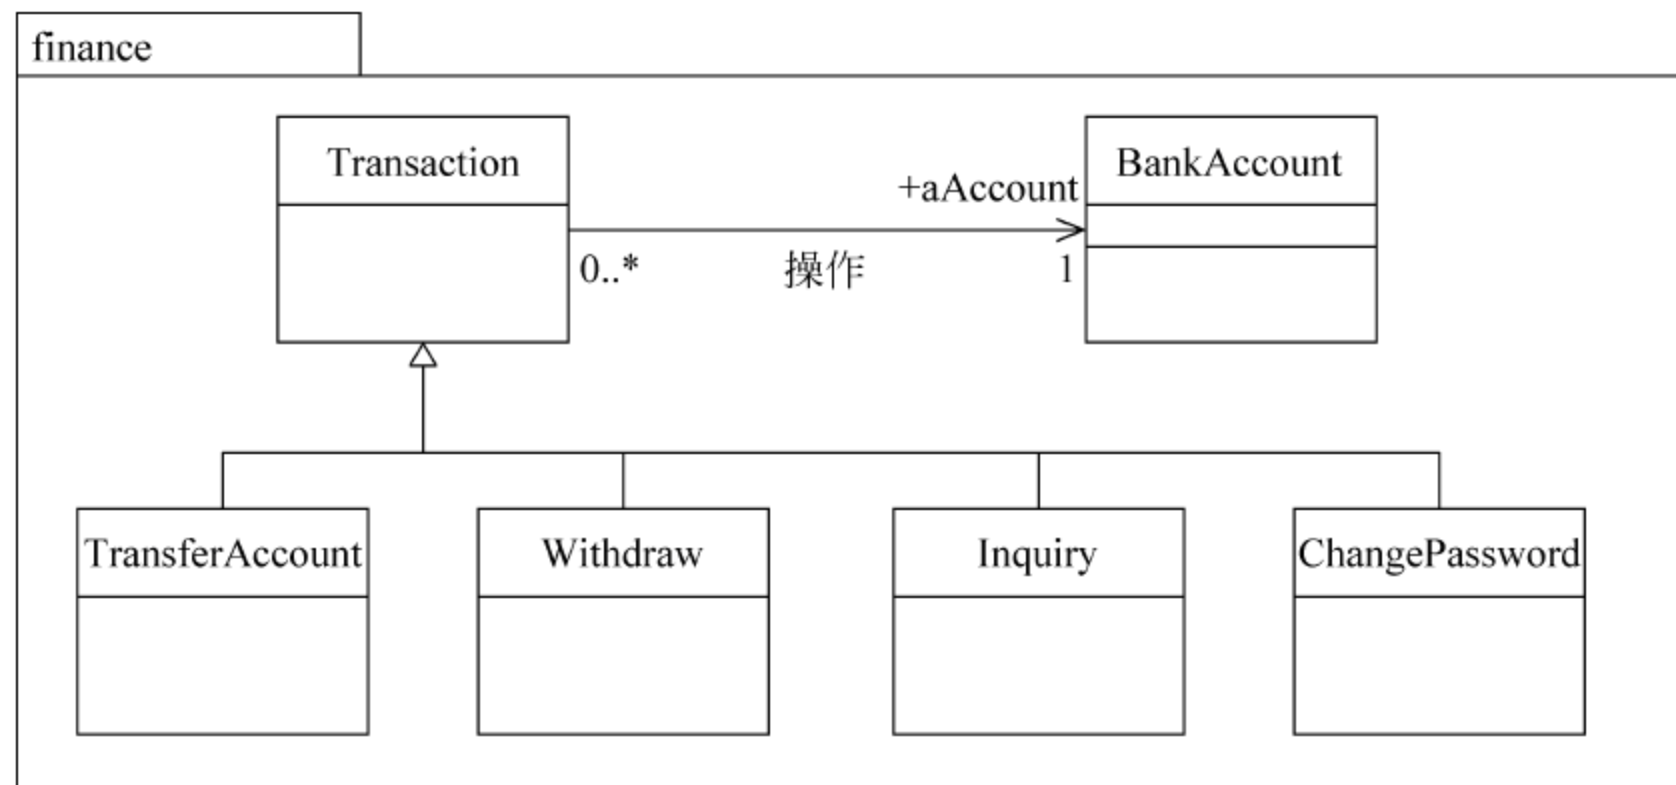 finance
Transaction
BankAccount
+aAccount
0..*
操作
1
TransferAccount
Withdraw
Inquiry
ChangePassword